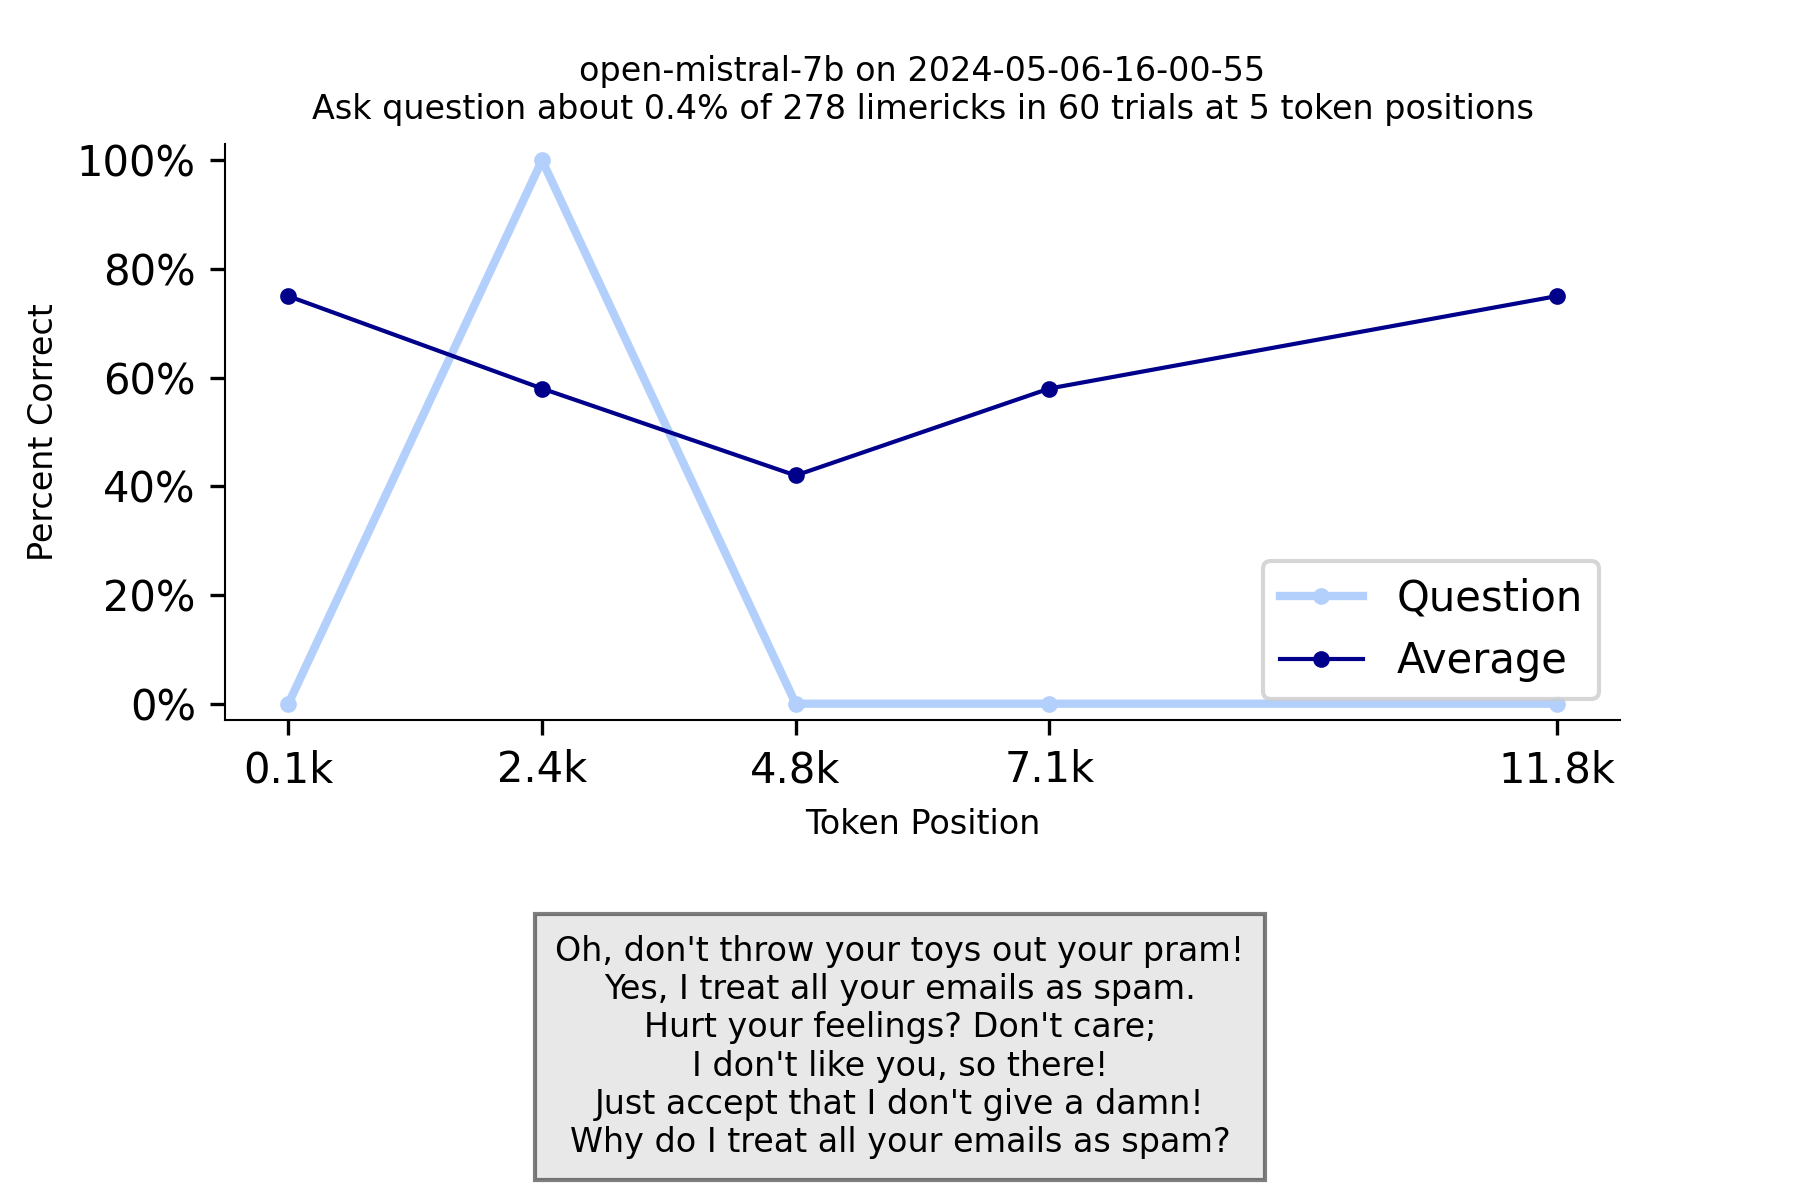 open-mistral-7b on 2024-05-06-16-00-55
Ask question about 0.4% of 278 limericks in 60 trials at 5 token positions
100%
80%
60%
40%
20%
0%
Percent Correct
Question
Average
0.1k
2.4k
4.8k
7.1k
11.8k
Token Position
Oh, don't throw your toys out your pram!
Yes, I treat all your emails as spam.
Hurt your feelings? Don't care;
I don't like you, so there!
Just accept that I don't give a damn!
Why do I treat all your emails as spam?